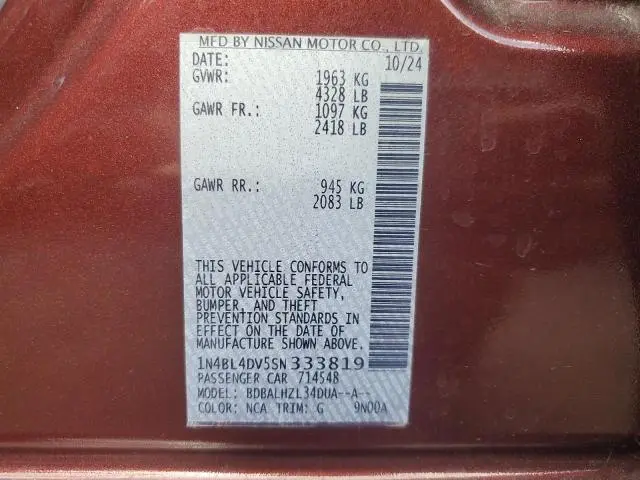 MFD BY NISSAN MOTOR CO., LTD.
DATE: 10/24
GVWR: 1963 KG
4328 LB
GAWR FR.: 1097 KG
2418 LB
GAWR RR.: 945 KG
2083 LB
THIS VEHICLE CONFORMS TO
ALL APPLICABLE FEDERAL
MOTOR VEHICLE SAFETY,
BUMPER, AND THEFT
PREVENTION STANDARDS IN
EFFECT ON THE DATE OF
MANUFACTURE SHOWN ABOVE.
1N4BL4DV5SN333819
PASSENGER CAR 714548
MODEL: BDBALHZL34DUA--A--
COLOR: NCA TRIM: G 9N00A